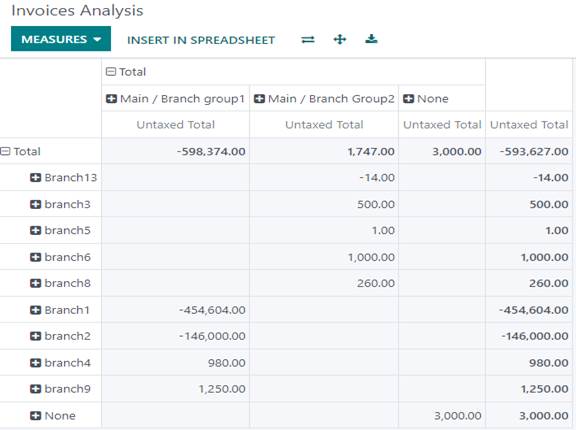 Invoices Analysis
MEASURES INSERT IN SPREADSHEET
Total
Main / Branch group1 Main / Branch Group2 None
Untaxed Total Untaxed Total Untaxed Total Untaxed Total
Total -598,374.00 1,747.00 3,000.00 -593,627.00
Branch13 -14.00 -14.00
branch3 500.00 500.00
branch5 1.00 1.00
branch6 1,000.00 1,000.00
branch8 260.00 260.00
Branch1 -454,604.00 -454,604.00
branch2 -146,000.00 -146,000.00
branch4 980.00 980.00
branch9 1,250.00 1,250.00
None 3,000.00 3,000.00